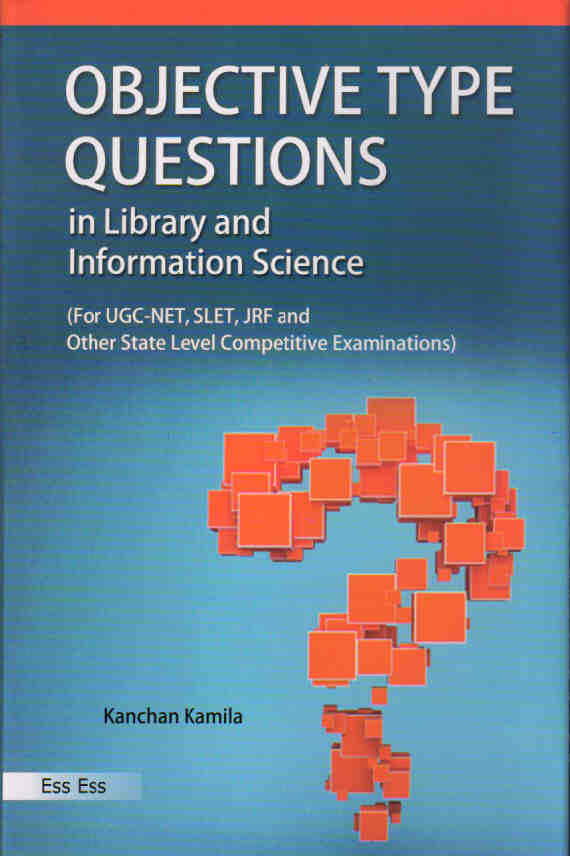 OBJECTIVE TYPE
QUESTIONS
in Library and
Information Science
(For UGC-NET, SLET, JRF and
Other State Level Competitive Examinations)
Kanchan Kamila
Ess Ess